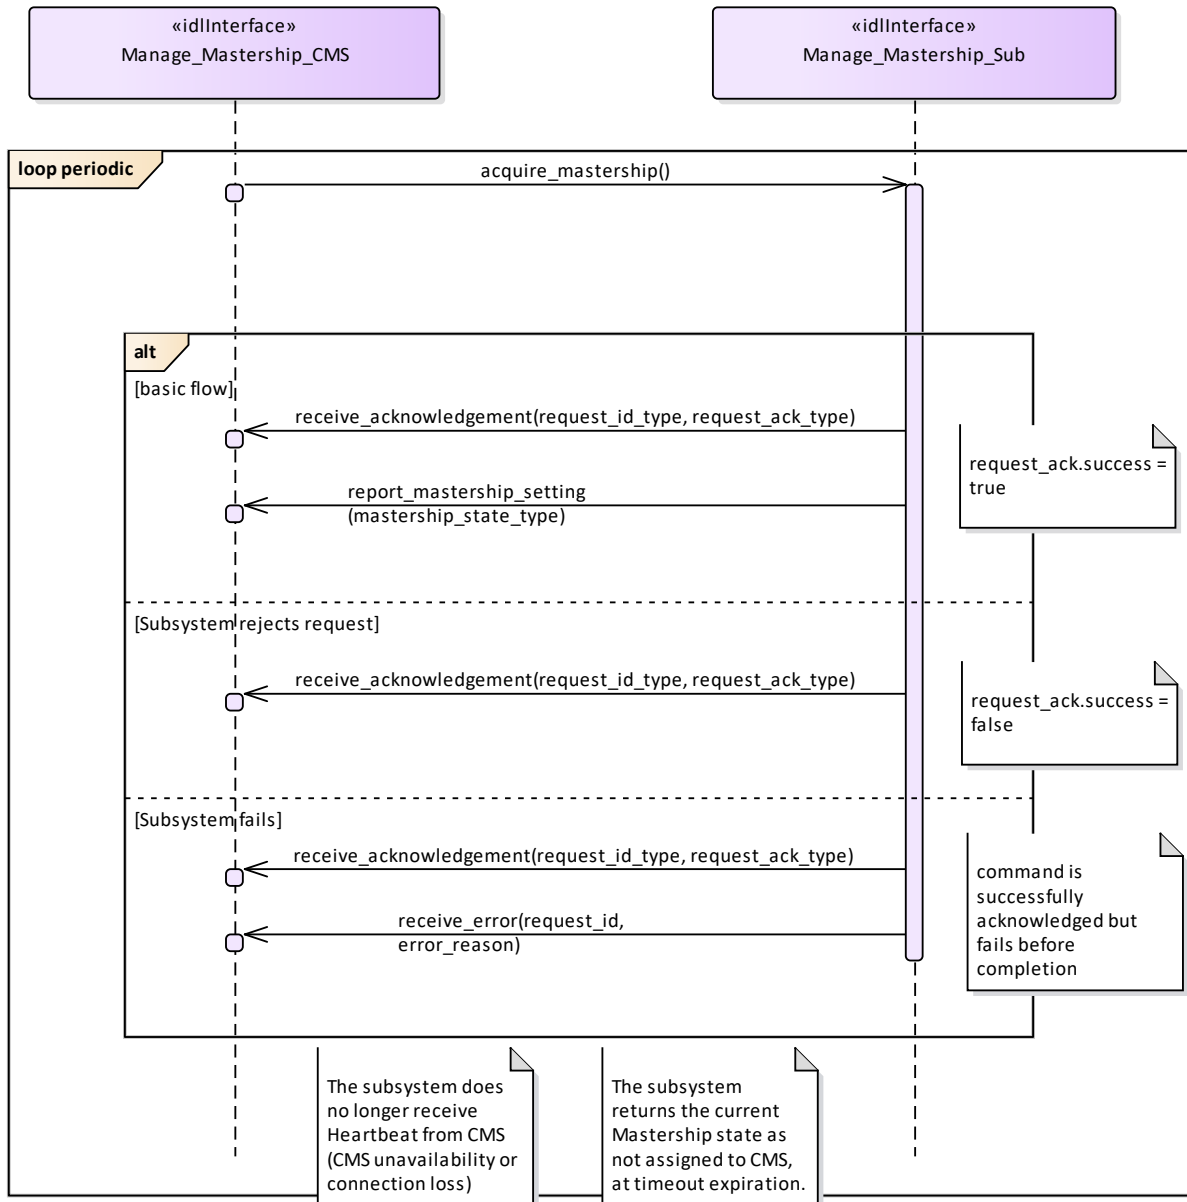 «idlInterface»
Manage_Mastership_CMS
«idlInterface»
Manage_Mastership_Sub
loop periodic
acquire_mastership()
alt
[basic flow]
receive_acknowledgement(request_id_type, request_ack_type)
request_ack.success =
true
report_mastership_setting
(mastership_state_type)
[Subsystem rejects request]
receive_acknowledgement(request_id_type, request_ack_type)
request_ack.success =
false
[Subsystem fails]
receive_acknowledgement(request_id_type, request_ack_type)
command is
successfully
acknowledged but
fails before
completion
receive_error(request_id,
error_reason)
The subsystem does
no longer receive
Heartbeat from CMS
(CMS unavailability or
connection loss)
The subsystem
returns the current
Mastership state as
not assigned to CMS,
at timeout expiration.